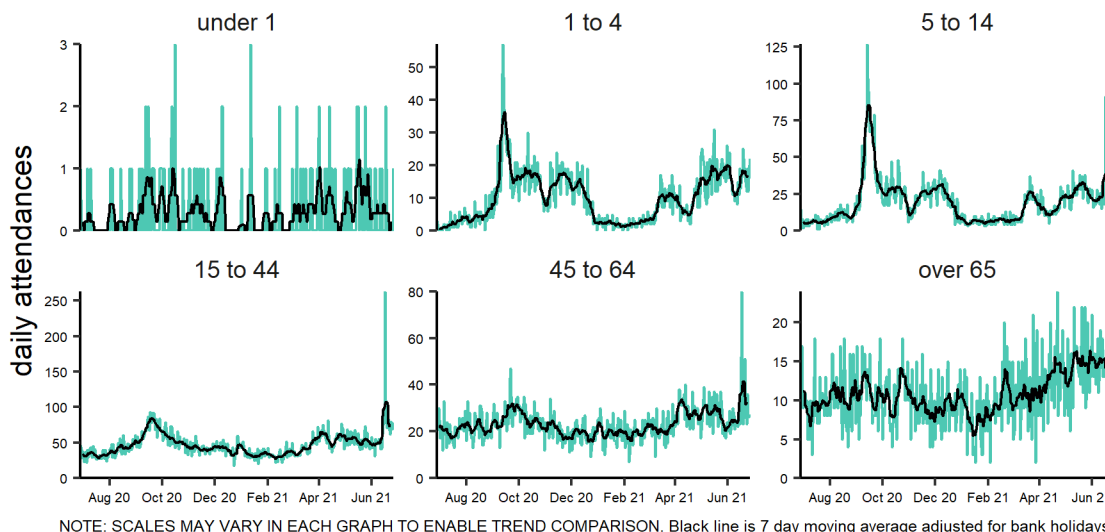 under 1
1 to 4
5 to 14
3
2
1
0
50
40
30
20
10
0
125
100
75
50
25
0
daily attendances
15 to 44
45 to 64
over 65
250
200
150
100
50
0
80
60
40
20
0
20
15
10
5
0
Aug 20 Oct 20 Dec 20 Feb 21 Apr 21 Jun 21
Aug 20 Oct 20 Dec 20 Feb 21 Apr 21 Jun 21
Aug 20 Oct 20 Dec 20 Feb 21 Apr 21 Jun 21
NOTE: SCALES MAY VARY IN EACH GRAPH TO ENABLE TREND COMPARISON. Black line is 7 day moving average adjusted for bank holidays